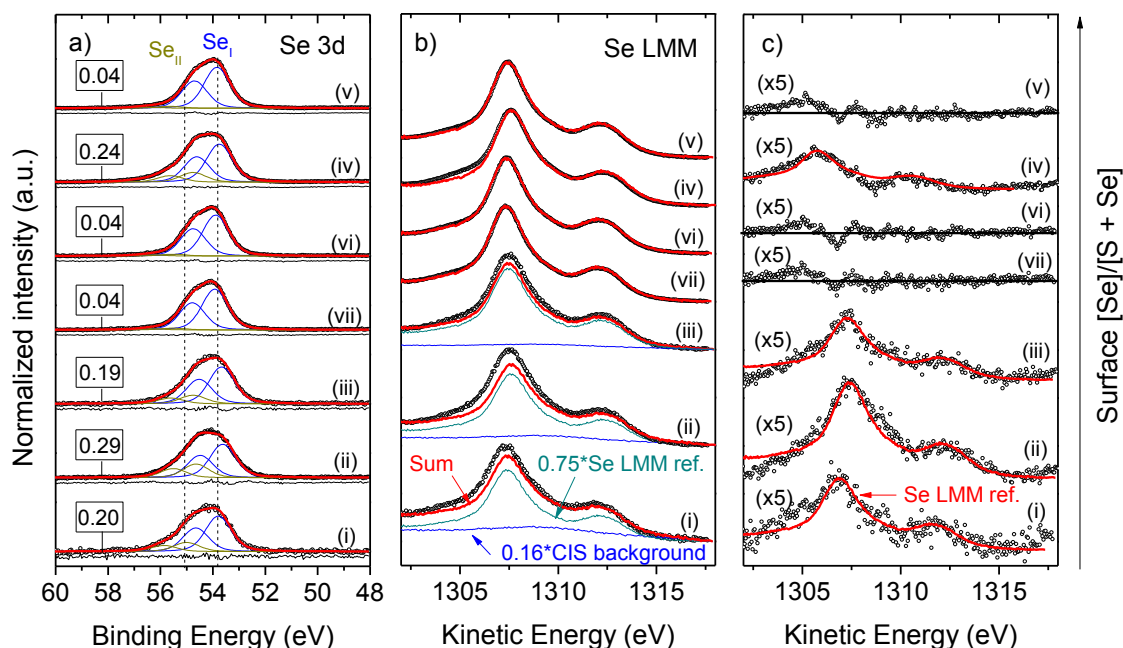 a)
Se_II
Se_I
Se 3d
0.04
(v)
0.24
(iv)
0.04
(vi)
0.04
(vii)
0.19
(iii)
0.29
(ii)
0.20
(i)
Normalized intensity (a.u.)
60 58 56 54 52 50 48
Binding Energy (eV)
b)
Se LMM
(v)
(iv)
(vi)
(vii)
(iii)
(ii)
Sum
0.75*Se LMM ref.
(i)
0.16*CIS background
1305 1310 1315
Kinetic Energy (eV)
c)
(x5)
(v)
(x5)
(iv)
(x5)
(vi)
(x5)
(vii)
(x5)
(iii)
(x5)
(ii)
(x5)
Se LMM ref.
(i)
1305 1310 1315
Kinetic Energy (eV)
Surface [Se]/[S + Se]